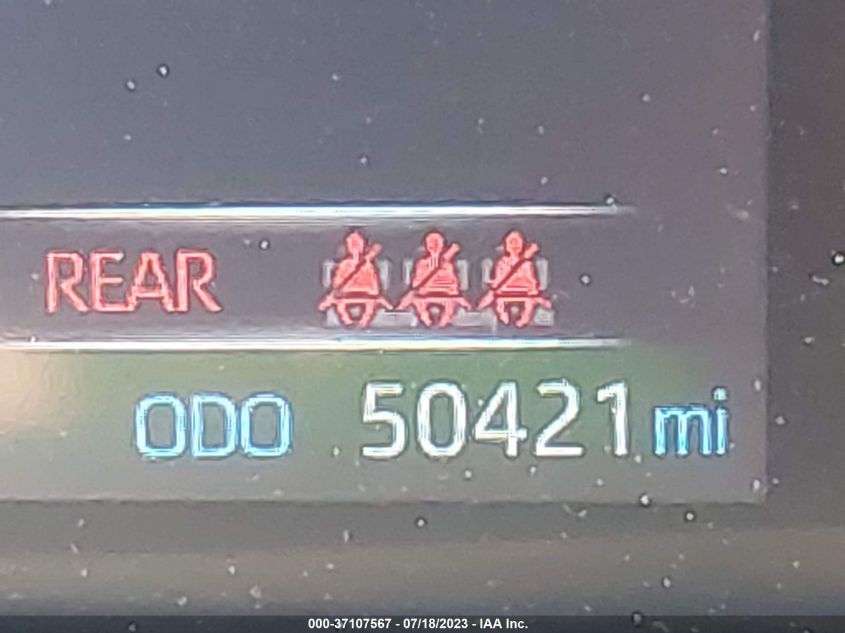 REAR
ODO 50421 mi
000-37107567 - 07/18/2023 - IAA Inc.